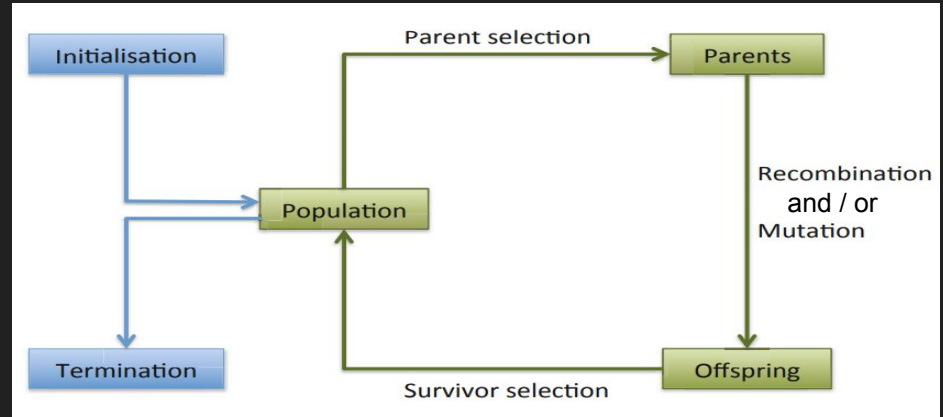 Parent selection
Initialisation
Parents
Recombination
and / or
Mutation
Population
Termination
Offspring
Survivor selection